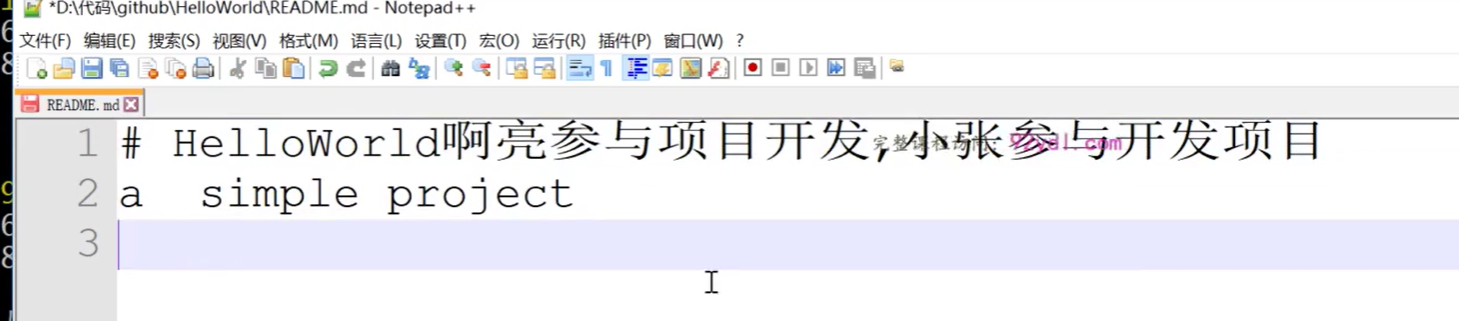 *D:\代码\github\HelloWorld\README.md - Notepad++
文件(F) 编辑(E) 搜索(S) 视图(V) 格式(M) 语言(L) 设置(T) 宏(O) 运行(R) 插件(P) 窗口(W) ?
README.md
1 # HelloWorld啊亮参与项目开发,小张参与开发项目
完整课程访问:
2 a  simple project
3